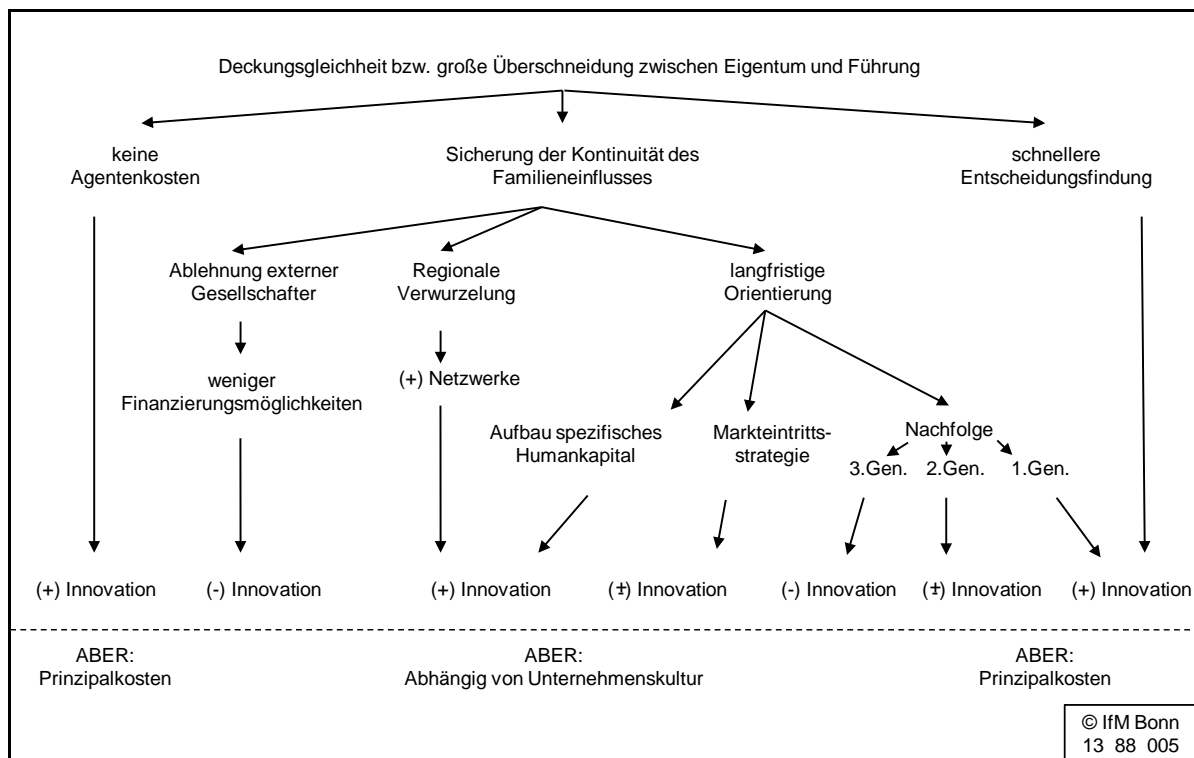 Deckungsgleichheit bzw. große Überschneidung zwischen Eigentum und Führung
keine
Agentenkosten
Sicherung der Kontinuität des
Familieneinflusses
schnellere
Entscheidungsfindung
Ablehnung externer
Gesellschafter
Regionale
Verwurzelung
langfristige
Orientierung
weniger
Finanzierungsmöglichkeiten
(+) Netzwerke
Aufbau spezifisches
Humankapital
Markteintritts-
strategie
Nachfolge
3.Gen. 2.Gen. 1.Gen.
(+) Innovation (-) Innovation (+) Innovation (±) Innovation (-) Innovation (±) Innovation (+) Innovation
ABER:
Prinzipalkosten
ABER:
Abhängig von Unternehmenskultur
ABER:
Prinzipalkosten
© IfM Bonn
13 88 005